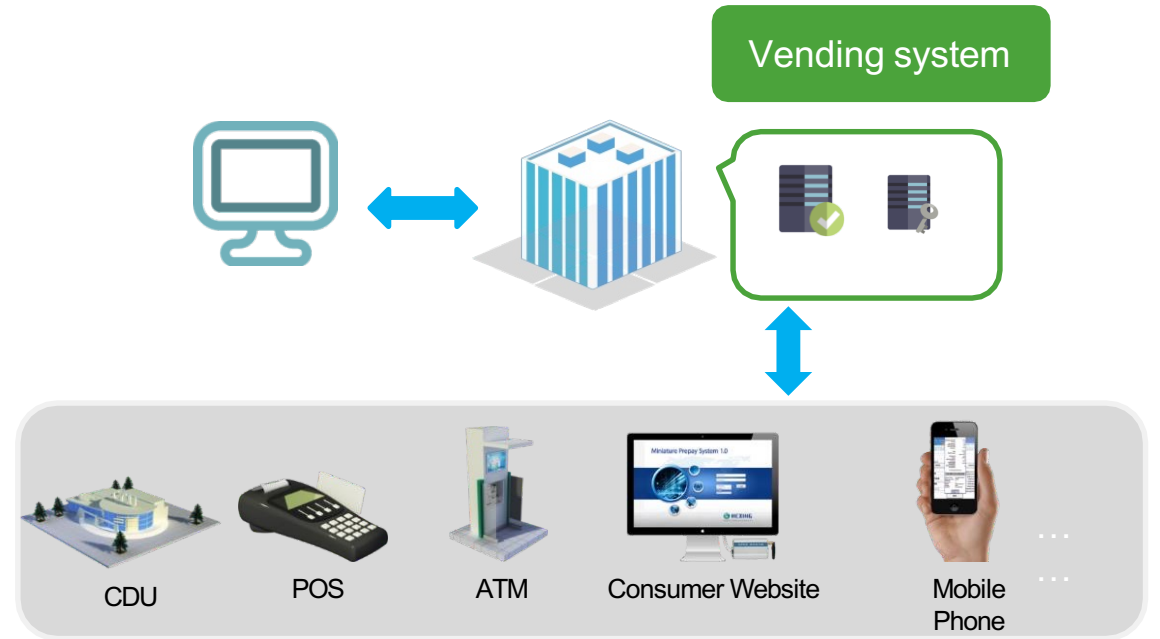 Vending system
Miniature Prepay System 1.0
CDU
POS
ATM
Consumer Website
Mobile
Phone
... 
...